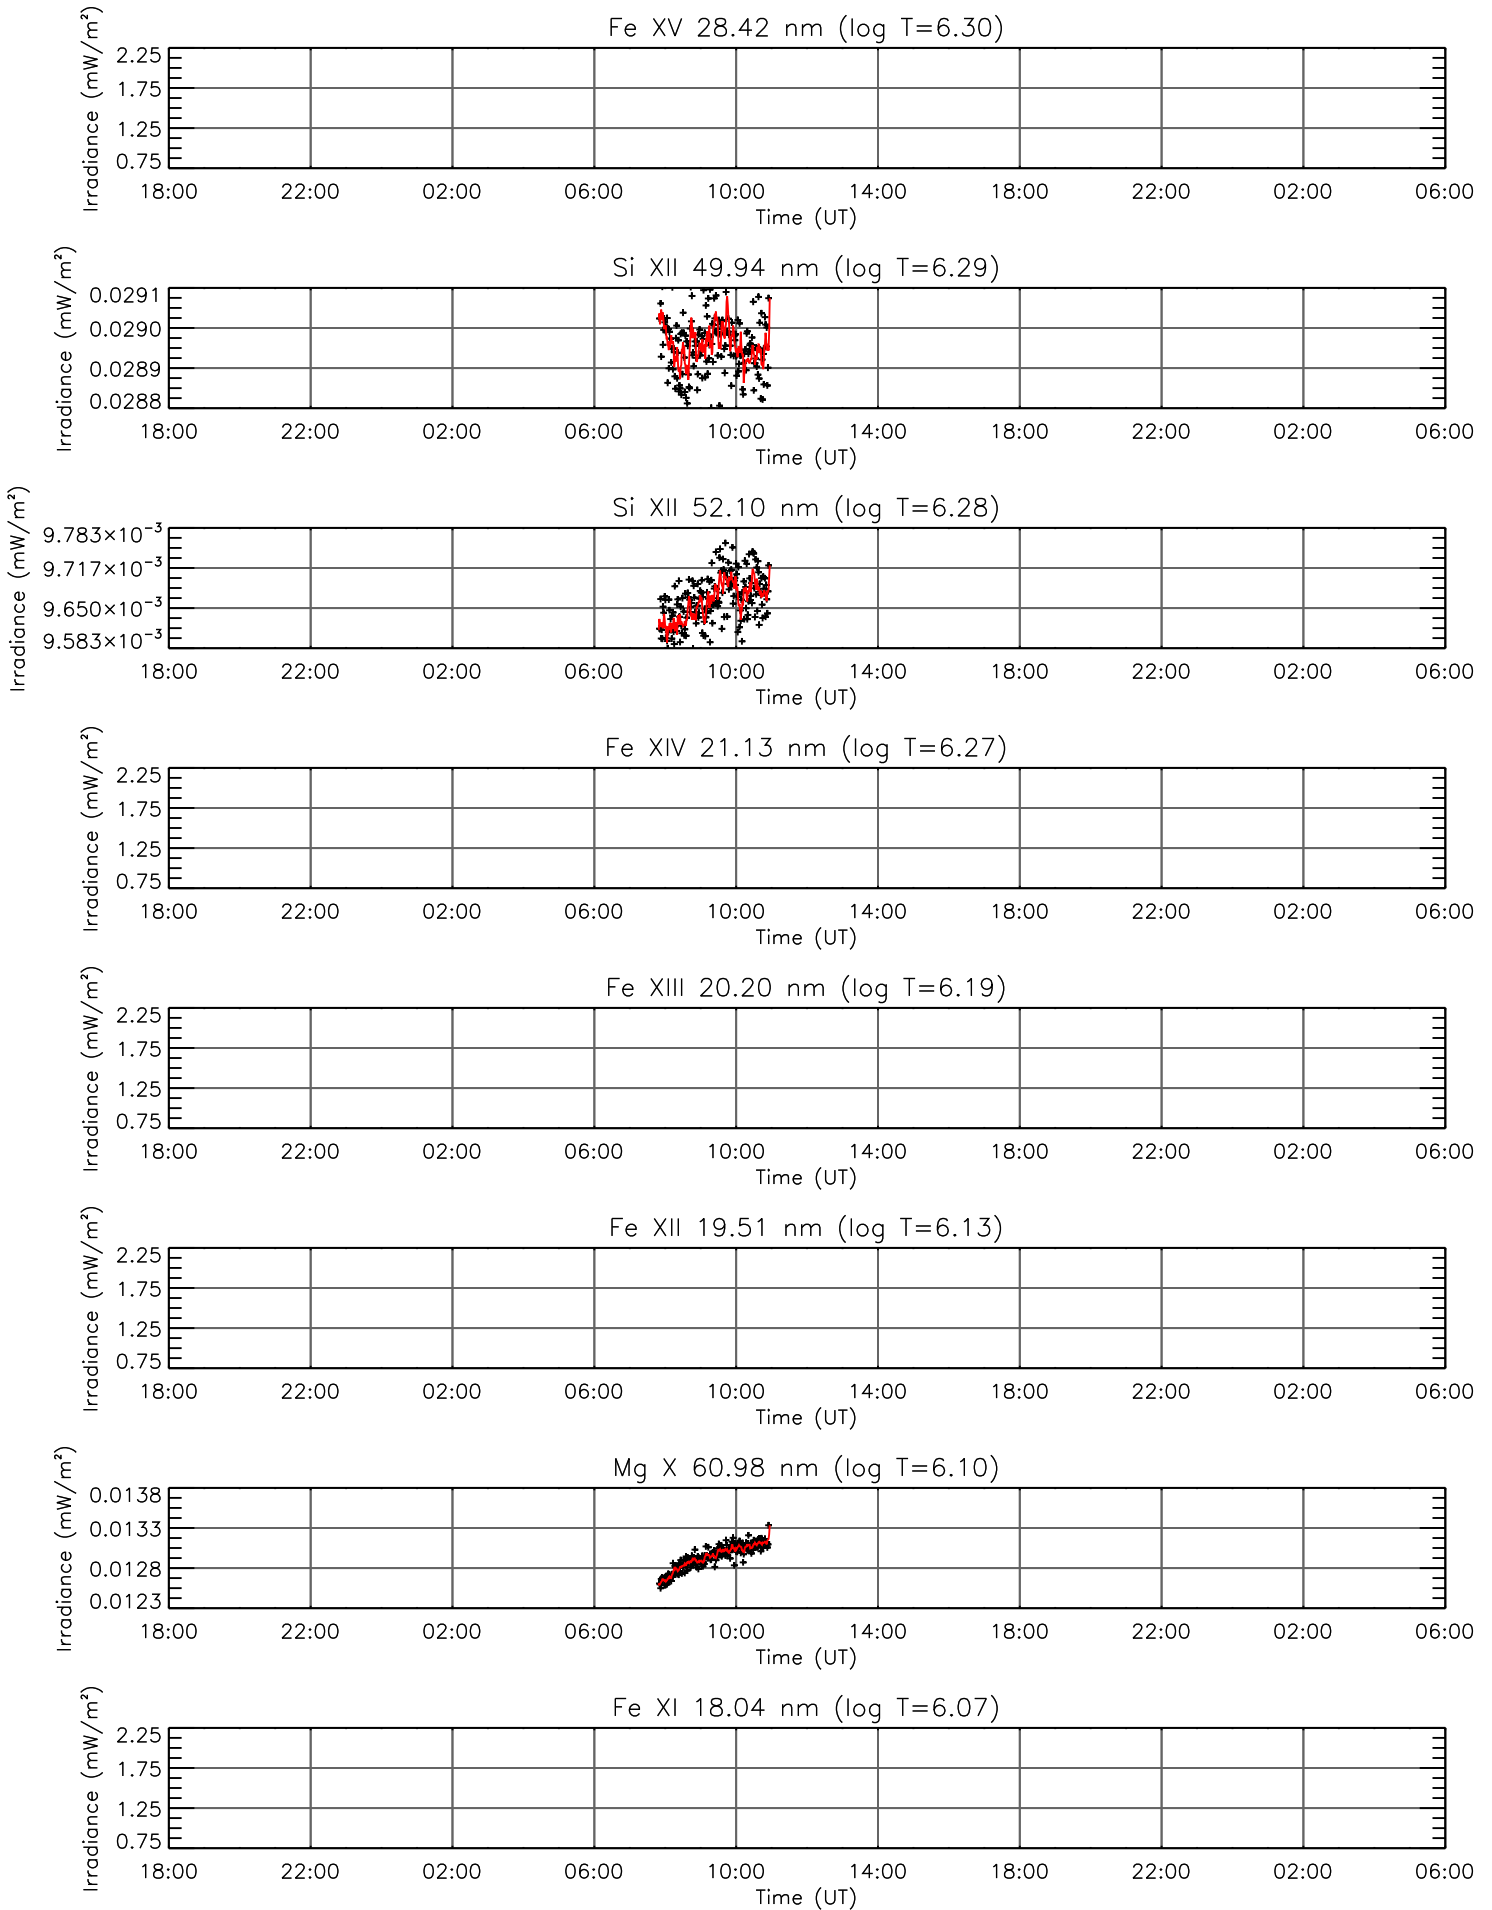 Fe XV 28.42 nm (log T=6.30)
Irradiance (mW/m²)
2.25
1.75
1.25
0.75
18:00 22:00 02:00 06:00 10:00 14:00 18:00 22:00 02:00 06:00
Time (UT)
Si XII 49.94 nm (log T=6.29)
Irradiance (mW/m²)
0.0291
0.0290
0.0289
0.0288
18:00 22:00 02:00 06:00 10:00 14:00 18:00 22:00 02:00 06:00
Time (UT)
Si XII 52.10 nm (log T=6.28)
Irradiance (mW/m²)
9.783×10⁻³
9.717×10⁻³
9.650×10⁻³
9.583×10⁻³
18:00 22:00 02:00 06:00 10:00 14:00 18:00 22:00 02:00 06:00
Time (UT)
Fe XIV 21.13 nm (log T=6.27)
Irradiance (mW/m²)
2.25
1.75
1.25
0.75
18:00 22:00 02:00 06:00 10:00 14:00 18:00 22:00 02:00 06:00
Time (UT)
Fe XIII 20.20 nm (log T=6.19)
Irradiance (mW/m²)
2.25
1.75
1.25
0.75
18:00 22:00 02:00 06:00 10:00 14:00 18:00 22:00 02:00 06:00
Time (UT)
Fe XII 19.51 nm (log T=6.13)
Irradiance (mW/m²)
2.25
1.75
1.25
0.75
18:00 22:00 02:00 06:00 10:00 14:00 18:00 22:00 02:00 06:00
Time (UT)
Mg X 60.98 nm (log T=6.10)
Irradiance (mW/m²)
0.0138
0.0133
0.0128
0.0123
18:00 22:00 02:00 06:00 10:00 14:00 18:00 22:00 02:00 06:00
Time (UT)
Fe XI 18.04 nm (log T=6.07)
Irradiance (mW/m²)
2.25
1.75
1.25
0.75
18:00 22:00 02:00 06:00 10:00 14:00 18:00 22:00 02:00 06:00
Time (UT)